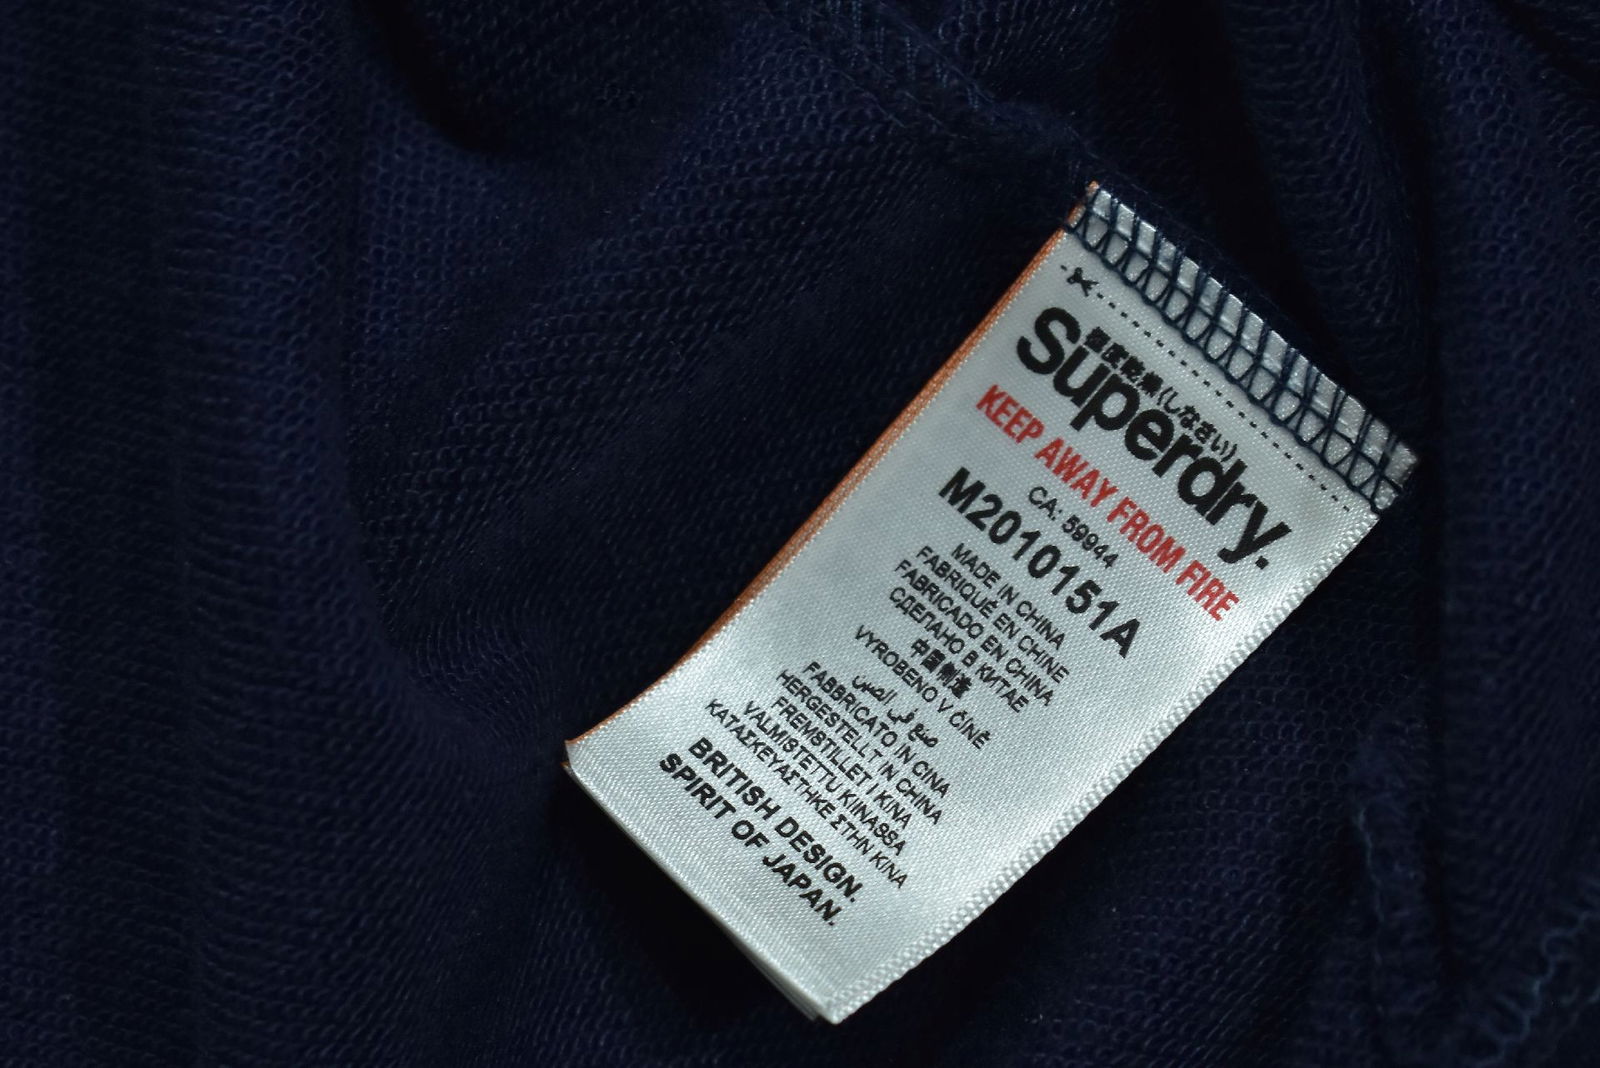 極度乾燥(しなさい)
Superdry.
KEEP AWAY FROM FIRE
CA: 59944
M2010151A
MADE IN CHINA
FABRIQUÉ EN CHINE
FABRICADO EN CHINA
СДЕЛАНО В КИТАЕ
中國制造
VYROBENO V ČÍNĚ
صنع في الصين
FABBRICATO IN CINA
HERGESTELLT IN CHINA
FREMSTILLET I KINA
VALMISTETTU KIINASSA
ΚΑΤΑΣΚΕΥΑΣΤΗΚΕ ΣΤΗΝ ΚΙΝΑ
BRITISH DESIGN.
SPIRIT OF JAPAN.